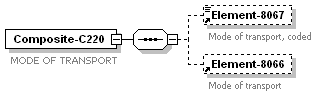 Element-8067
Mode of transport, coded
Composite-C220
MODE OF TRANSPORT
Element-8066
Mode of transport